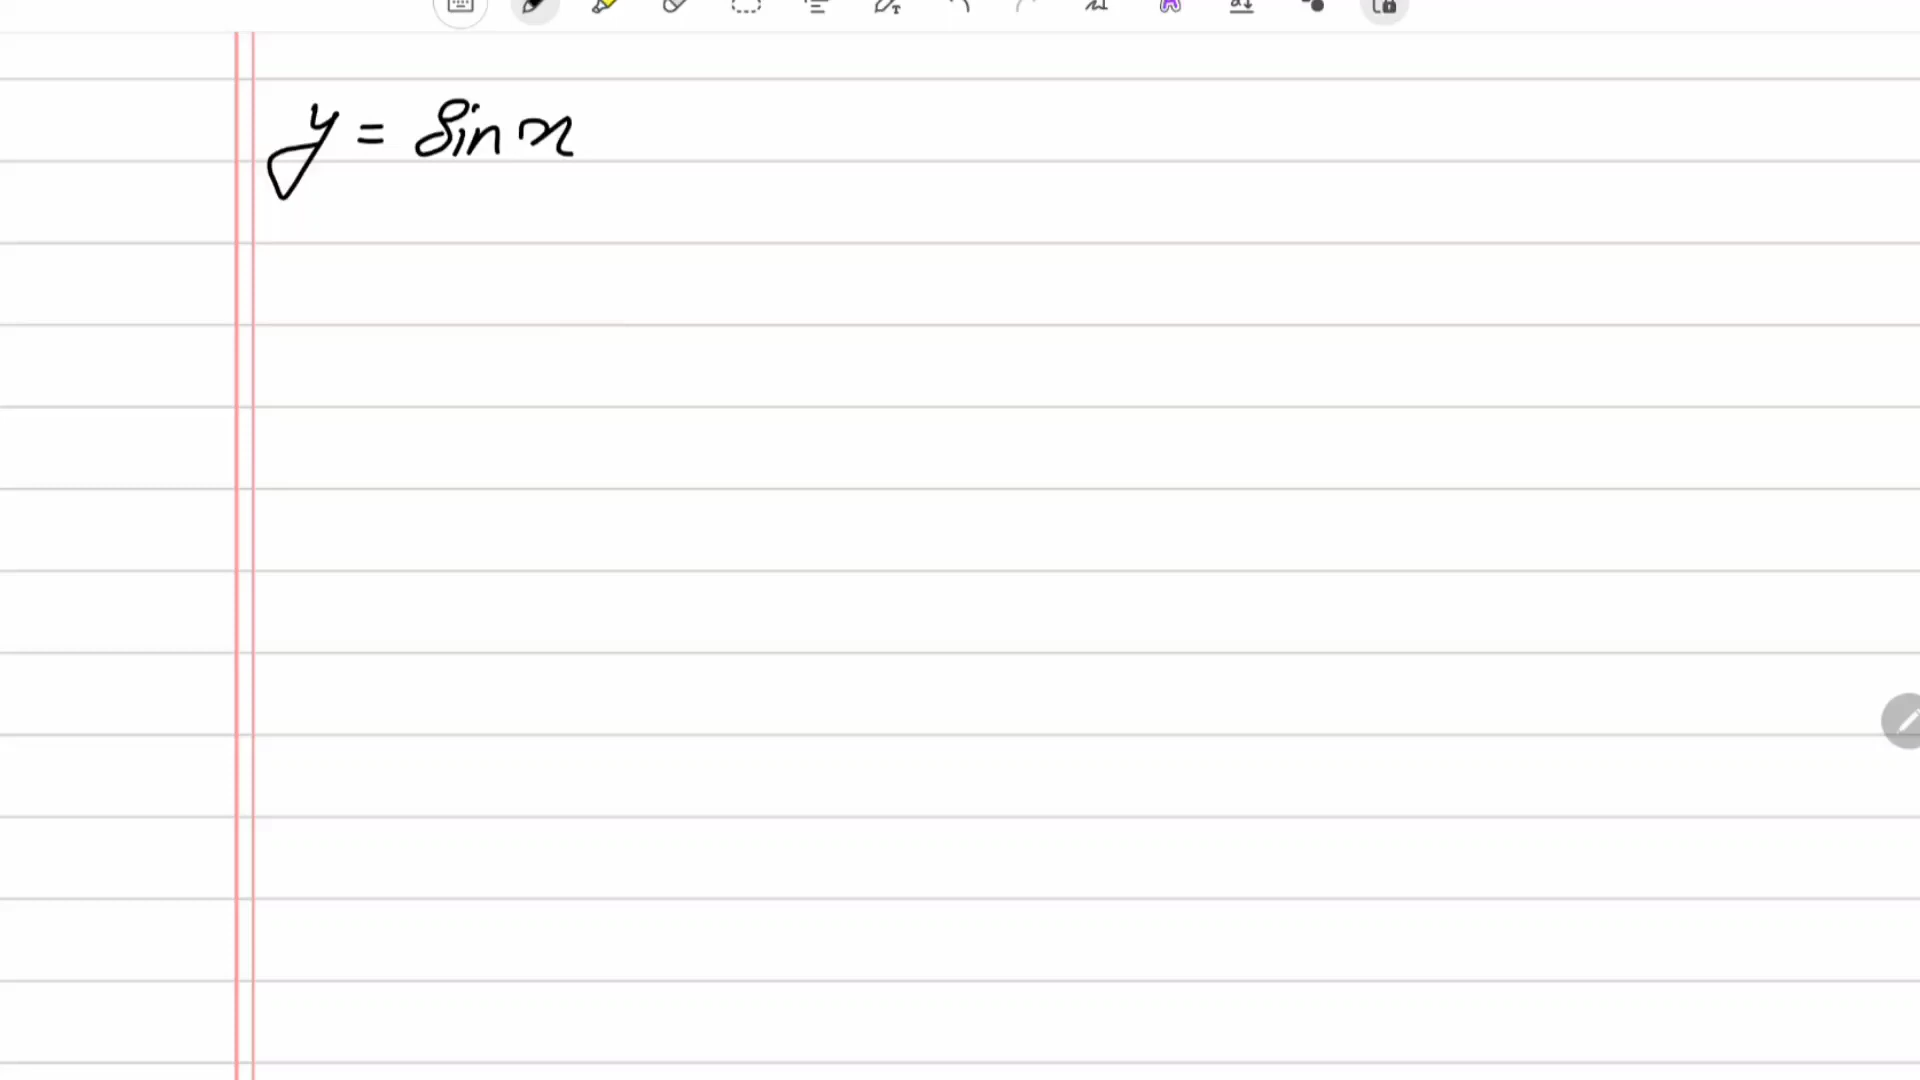 y = sin x